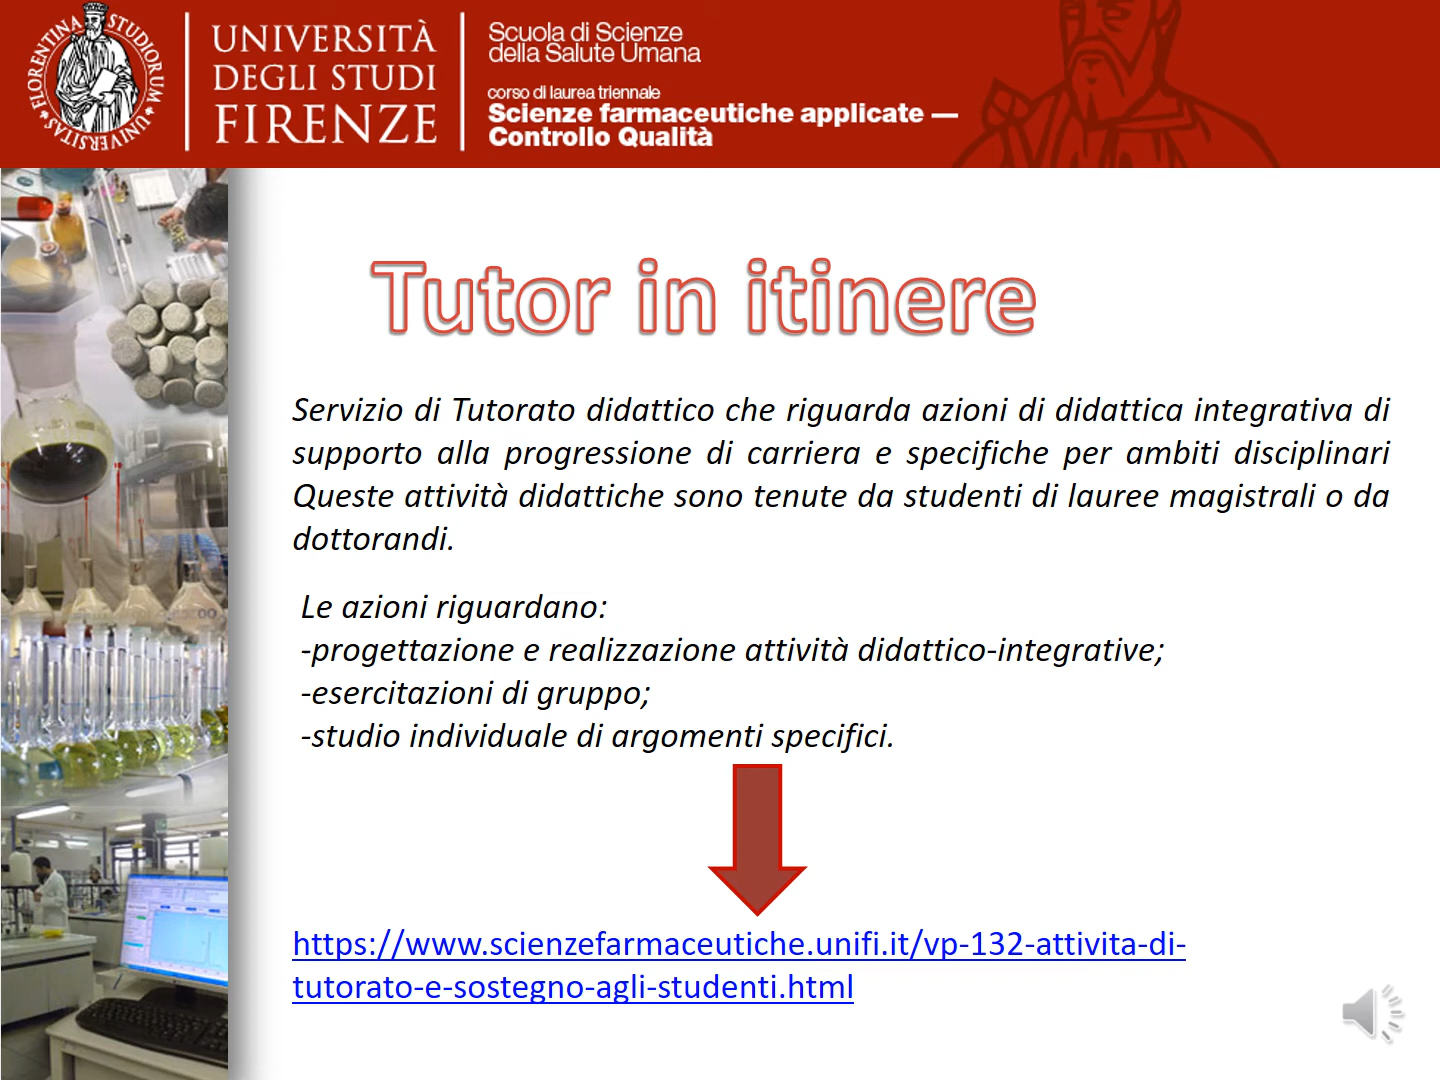 FLORENTINA STUDIORUM UNIVERSITAS
UNIVERSITÀ
DEGLI STUDI
FIRENZE
Scuola di Scienze
della Salute Umana
corso di laurea triennale
Scienze farmaceutiche applicate —
Controllo Qualità
Tutor in itinere
Servizio di Tutorato didattico che riguarda azioni di didattica integrativa di
supporto alla progressione di carriera e specifiche per ambiti disciplinari
Queste attività didattiche sono tenute da studenti di lauree magistrali o da
dottorandi.
Le azioni riguardano:
-progettazione e realizzazione attività didattico-integrative;
-esercitazioni di gruppo;
-studio individuale di argomenti specifici.
https://www.scienzefarmaceutiche.unifi.it/vp-132-attivita-di-
tutorato-e-sostegno-agli-studenti.html